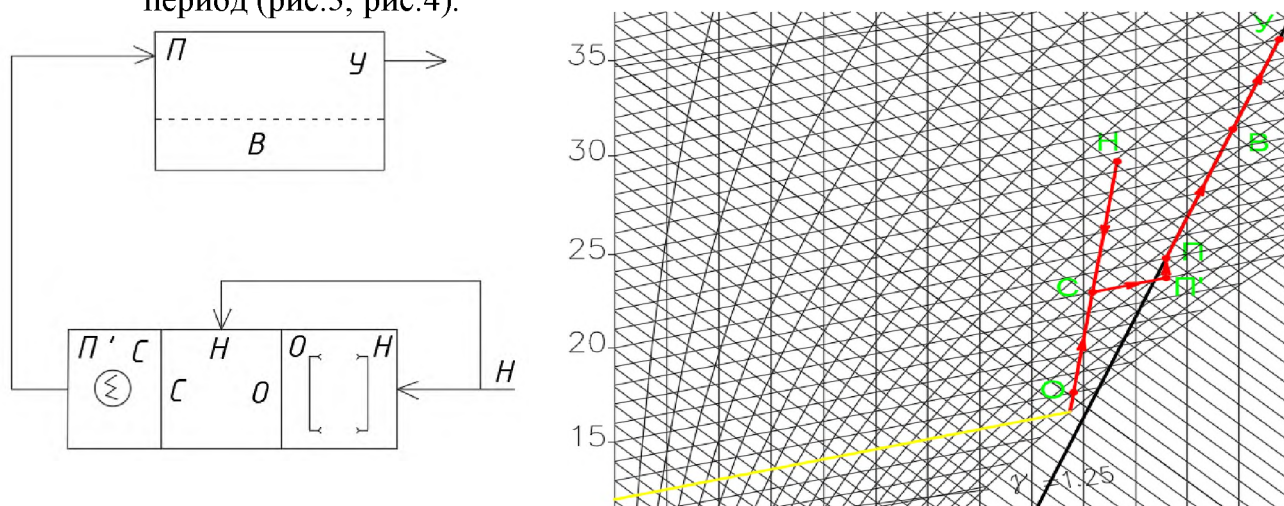 период (рис.3, рис.4).
П
У
В
П' С
Н
О
Н
С
О
Н
35
30
25
20
15
У
Н
В
П
С
П'
О
γ =1.25